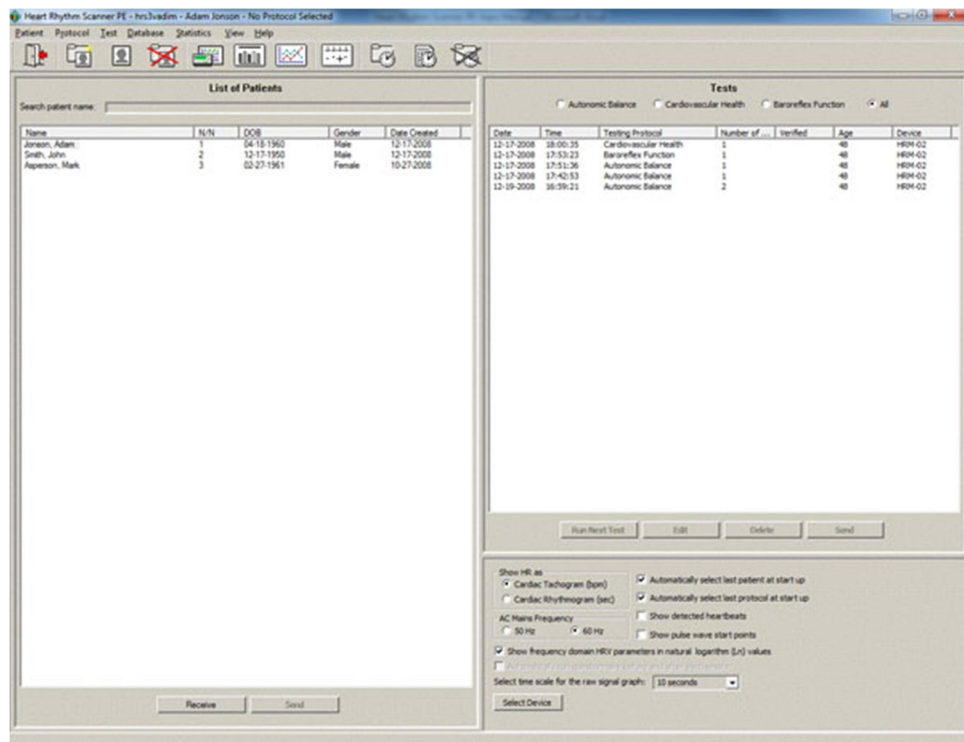 Heart Rhythm Scanner PE - hrs3vadim - Adam Jonson - No Protocol Selected
Patient Protocol Test Database Statistics View Help
List of Patients
Search patient name:
Name N/N DOB Gender Date Created
Jonson, Adam 1 04-18-1960 Male 12-17-2008
Smith, John 2 12-17-1950 Male 12-17-2008
Asperson, Mark 3 02-27-1961 Female 10-27-2008
Receive Send
Tests
Autonomic Balance Cardiovascular Health Baroreflex Function All
Date Time Testing Protocol Number of ... Verified Age Device
12-17-2008 18:00:35 Cardiovascular Health 1 48 HRM-02
12-17-2008 17:53:23 Baroreflex Function 1 48 HRM-02
12-17-2008 17:51:36 Autonomic Balance 1 48 HRM-02
12-17-2008 17:42:53 Autonomic Balance 1 48 HRM-02
12-19-2008 16:59:21 Autonomic Balance 2 48 HRM-02
Run Next Test Edit Delete Send
Show HR as
Cardiac Tachogram (bpm)
Cardiac Rhythmogram (sec)
AC Mains Frequency
50 Hz 60 Hz
Automatically select last patient at start up
Automatically select last protocol at start up
Show detected heartbeats
Show pulse wave start points
Show frequency domain HRV parameters in natural logarithm (Ln) values
Select time scale for the raw signal graph: 10 seconds
Select Device